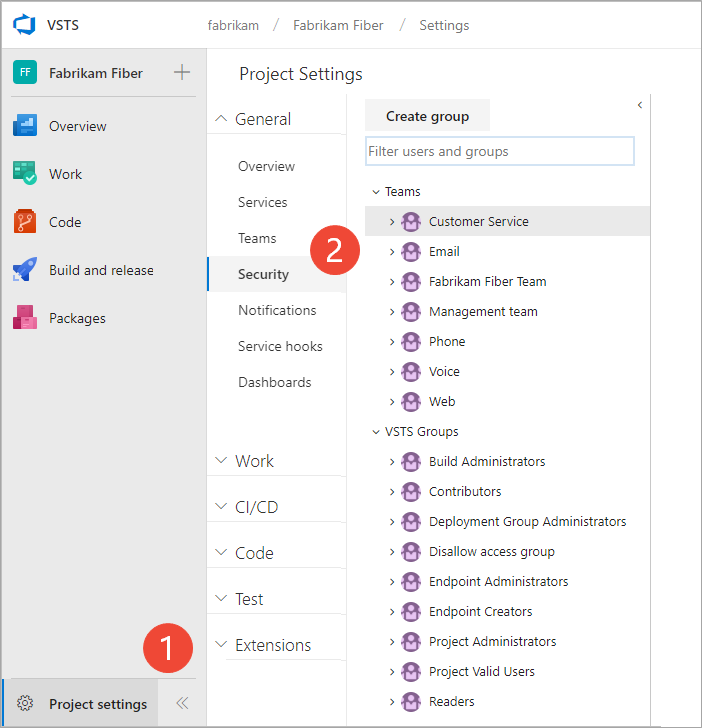 VSTS
fabrikam / Fabrikam Fiber / Settings
FF Fabrikam Fiber
Overview
Work
Code
Build and release
Packages
1
Project settings
Project Settings
General
Overview
Services
Teams
2
Security
Notifications
Service hooks
Dashboards
Work
CI/CD
Code
Test
Extensions
Create group
Filter users and groups
Teams
Customer Service
Email
Fabrikam Fiber Team
Management team
Phone
Voice
Web
VSTS Groups
Build Administrators
Contributors
Deployment Group Administrators
Disallow access group
Endpoint Administrators
Endpoint Creators
Project Administrators
Project Valid Users
Readers